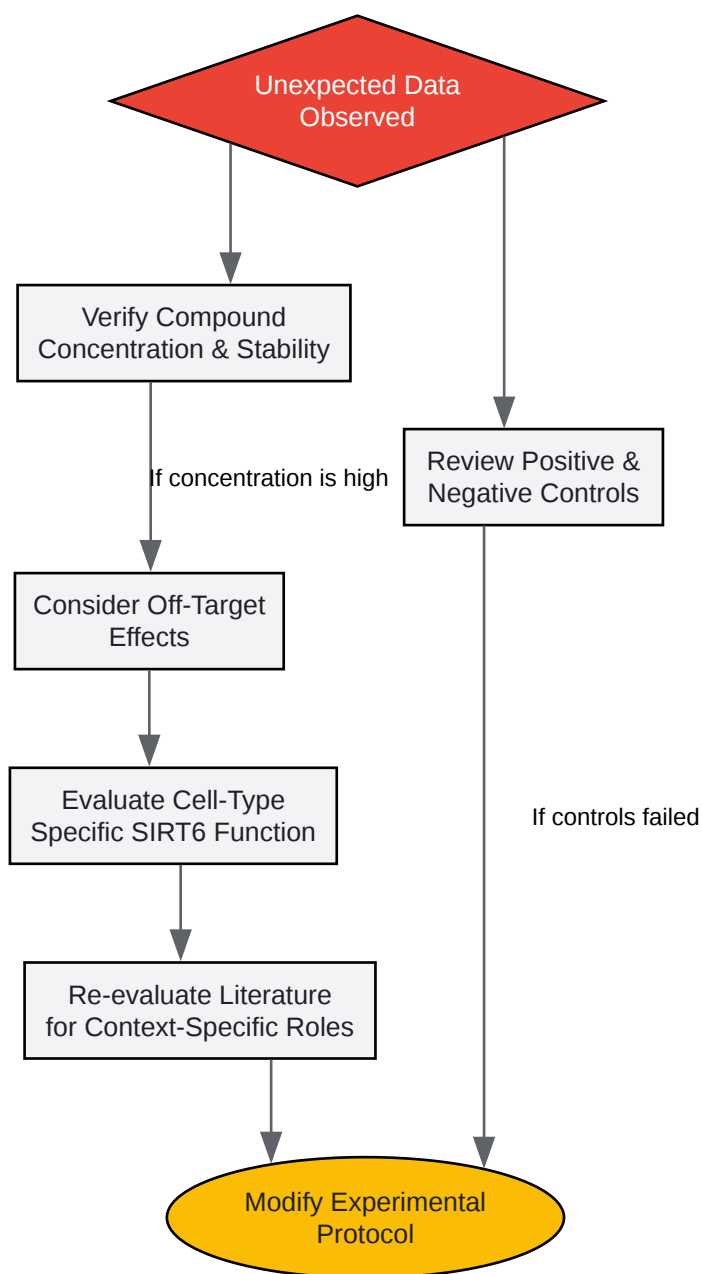 Unexpected Data
Observed
Verify Compound
Concentration & Stability
If concentration is high
Review Positive &
Negative Controls
Consider Off-Target
Effects
Evaluate Cell-Type
Specific SIRT6 Function
If controls failed
Re-evaluate Literature
for Context-Specific Roles
Modify Experimental
Protocol